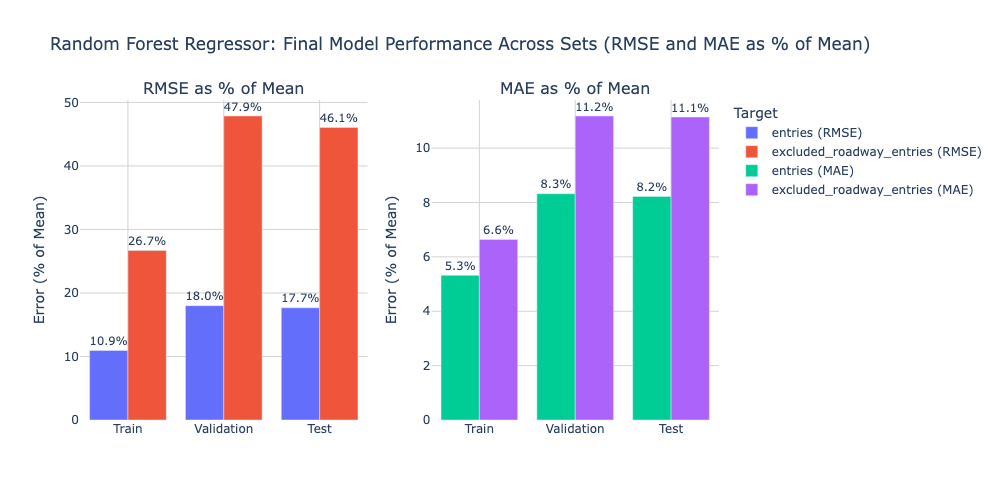 Random Forest Regressor: Final Model Performance Across Sets (RMSE and MAE as % of Mean)
RMSE as % of Mean
Error (% of Mean)
50
40
30
20
10
0
10.9%
26.7%
18.0%
47.9%
17.7%
46.1%
Train
Validation
Test
MAE as % of Mean
Error (% of Mean)
10
8
6
4
2
0
5.3%
6.6%
8.3%
11.2%
8.2%
11.1%
Train
Validation
Test
Target
entries (RMSE)
excluded_roadway_entries (RMSE)
entries (MAE)
excluded_roadway_entries (MAE)